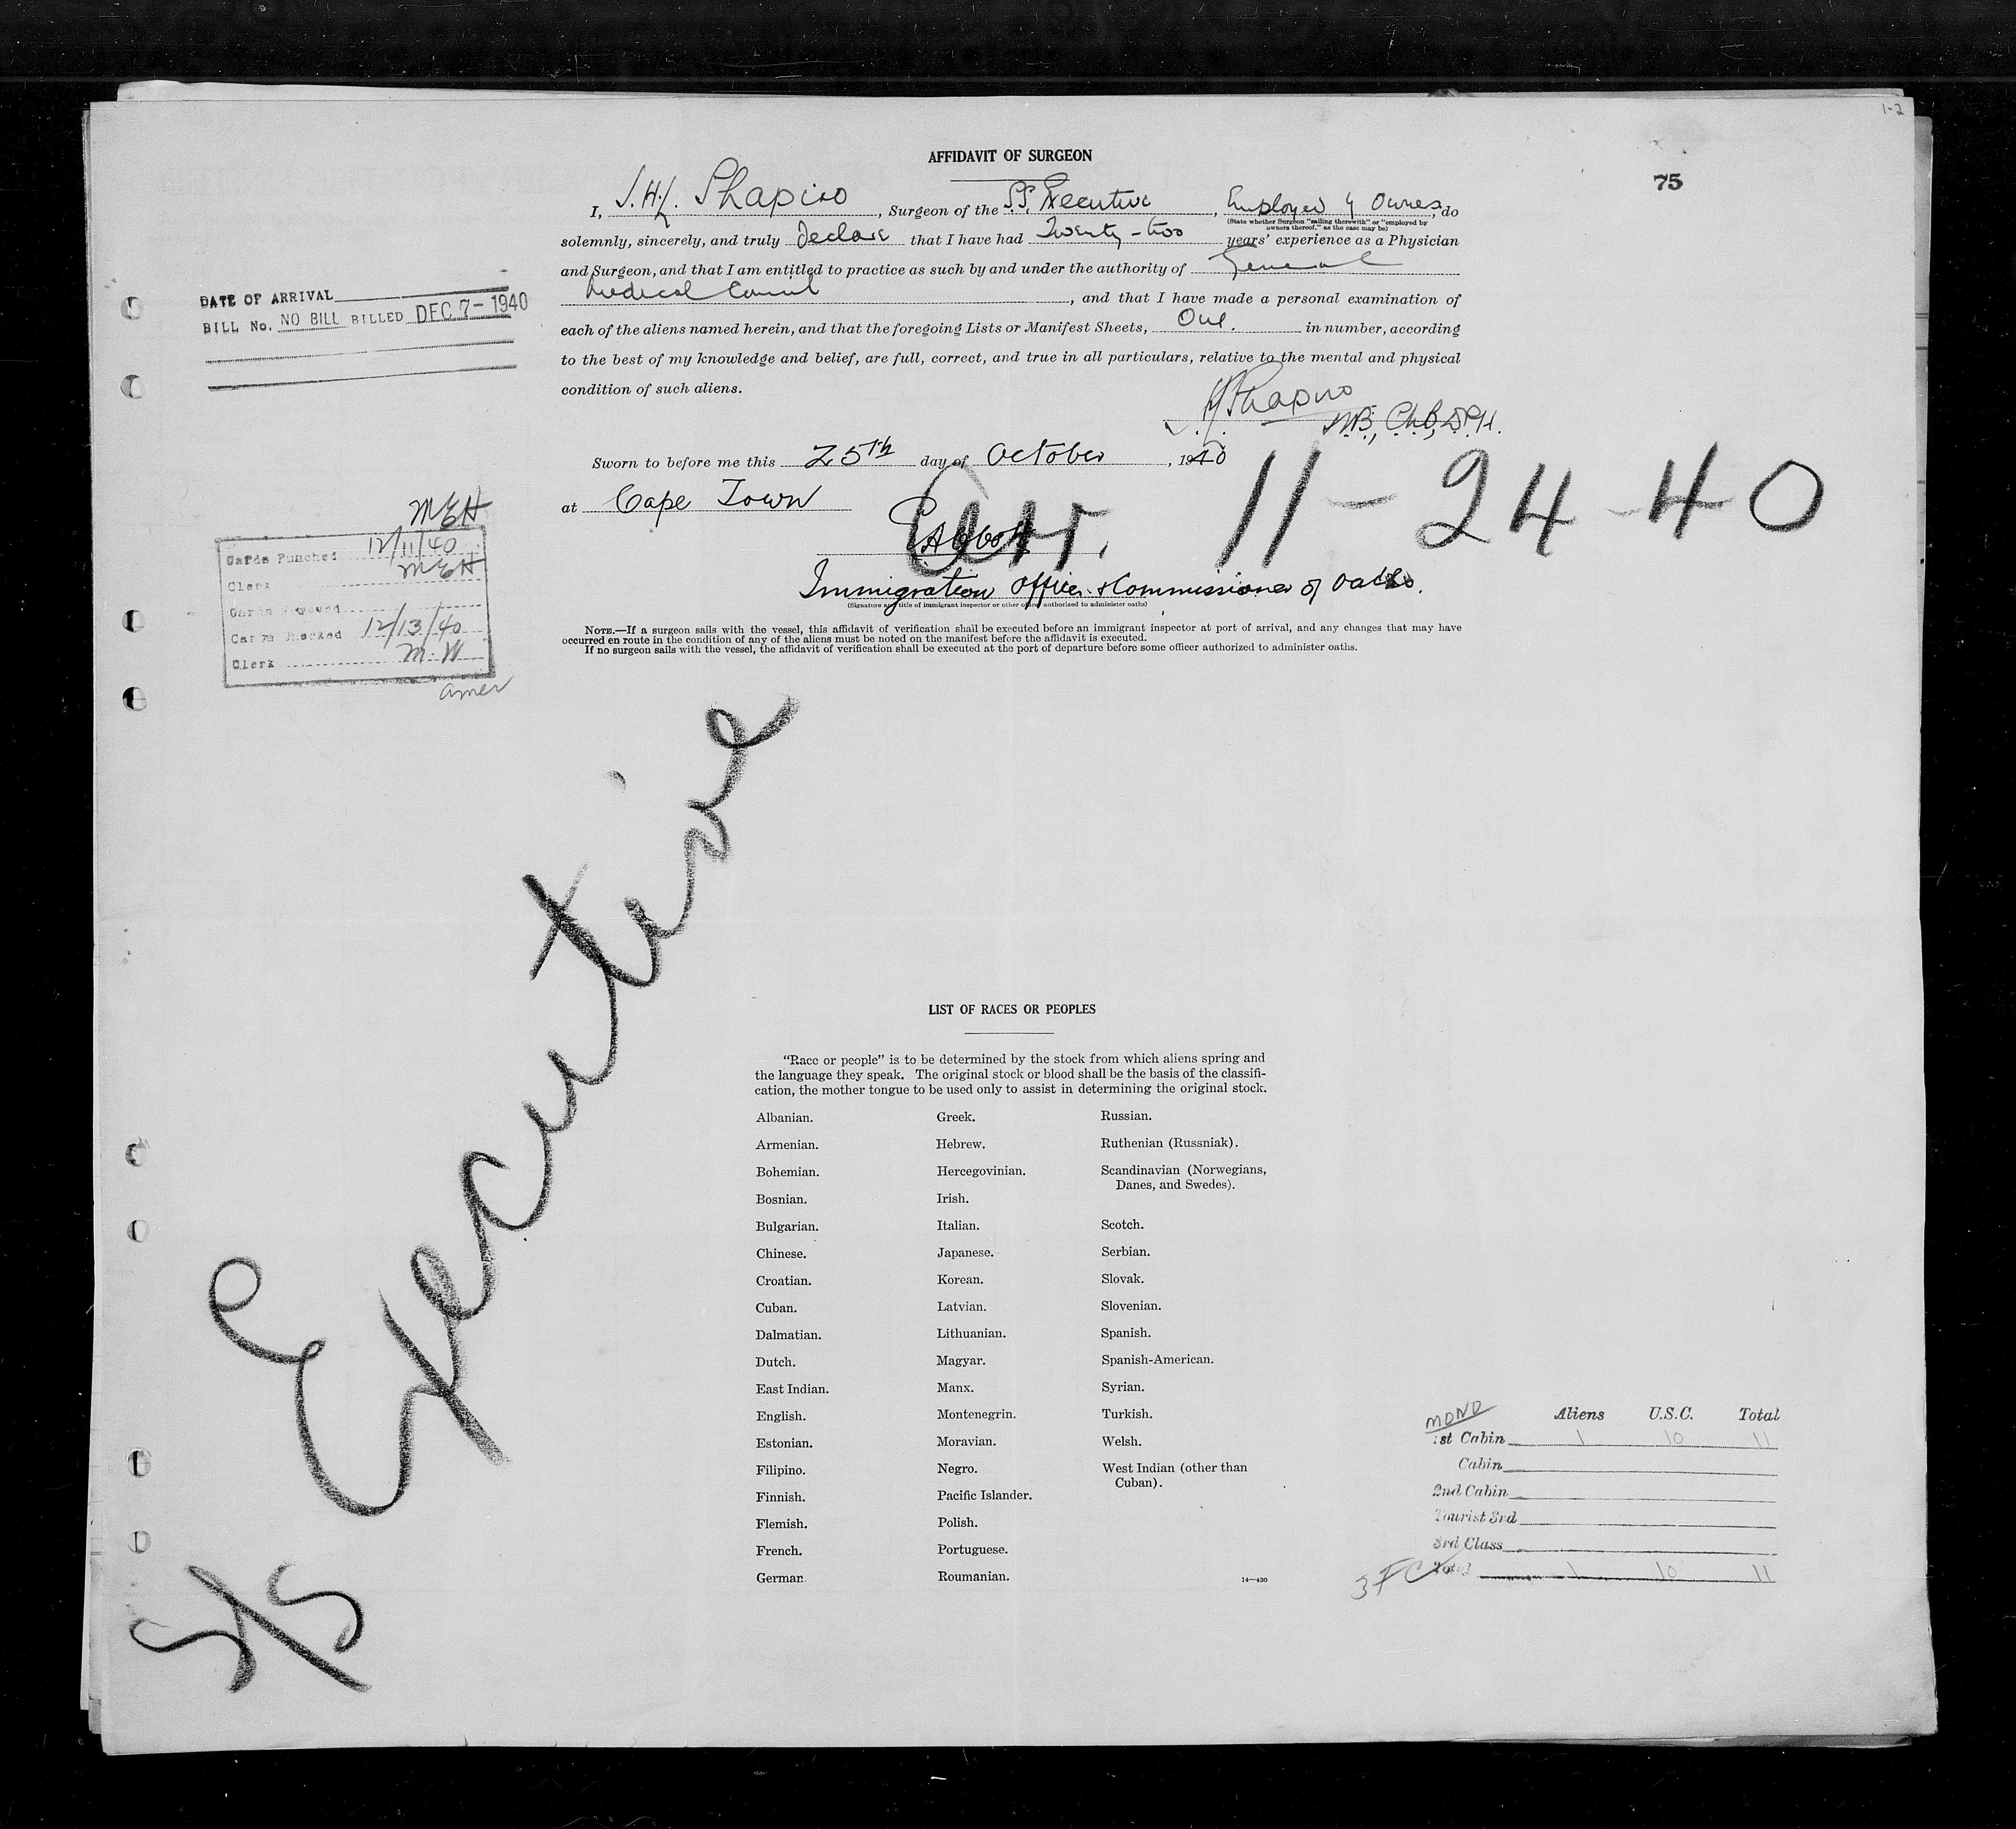 1-2
AFFIDAVIT OF SURGEON
75
I, Shapiro, Surgeon of the S.S. Executive, Employed by Owners, do
(State whether Surgeon "sailing therewith" or "employed by
owners thereof," as the case may be)
solemnly, sincerely, and truly declare that I have had Twenty-two years' experience as a Physician
and Surgeon, and that I am entitled to practice as such by and under the authority of General
Medical Council, and that I have made a personal examination of
each of the aliens named herein, and that the foregoing Lists or Manifest Sheets, One. in number, according
to the best of my knowledge and belief, are full, correct, and true in all particulars, relative to the mental and physical
condition of such aliens.
DATE OF ARRIVAL
BILL No. NO BILL BILLED DEC 7-1940
Shapiro
M.B., Ch.B, D.P.H.
Sworn to before me this 25th day of October, 1940
at Cape Town
Arr. 11-24-40
Abbott
Immigration Officer & Commissioner of Oaths.
(Signature and title of immigrant inspector or other officer authorized to administer oaths)
NOTE.—If a surgeon sails with the vessel, this affidavit of verification shall be executed before an immigrant inspector at port of arrival, and any changes that may have
occurred en route in the condition of any of the aliens must be noted on the manifest before the affidavit is executed.
If no surgeon sails with the vessel, the affidavit of verification shall be executed at the port of departure before some officer authorized to administer oaths.
MEH
Cards Punched 12/11/40
Clerk MEH
Cards
Cards Checked 12/13/40
Clerk M.W
amer
S/S Executive
LIST OF RACES OR PEOPLES
"Race or people" is to be determined by the stock from which aliens spring and
the language they speak. The original stock or blood shall be the basis of the classifi-
cation, the mother tongue to be used only to assist in determining the original stock.
Albanian.
Armenian.
Bohemian.
Bosnian.
Bulgarian.
Chinese.
Croatian.
Cuban.
Dalmatian.
Dutch.
East Indian.
English.
Estonian.
Filipino.
Finnish.
Flemish.
French.
German
Greek.
Hebrew.
Hercegovinian.
Irish.
Italian.
Japanese.
Korean.
Latvian.
Lithuanian.
Magyar.
Manx.
Montenegrin.
Moravian.
Negro.
Pacific Islander.
Polish.
Portuguese.
Roumanian.
Russian.
Ruthenian (Russniak).
Scandinavian (Norwegians,
Danes, and Swedes).
Scotch.
Serbian.
Slovak.
Slovenian.
Spanish.
Spanish-American.
Syrian.
Turkish.
Welsh.
West Indian (other than
Cuban).
14—430
MOND
Aliens U.S.C. Total
1st Cabin 1 10 11
Cabin
2nd Cabin
Tourist 3rd
3rd Class
Total 1 10 11